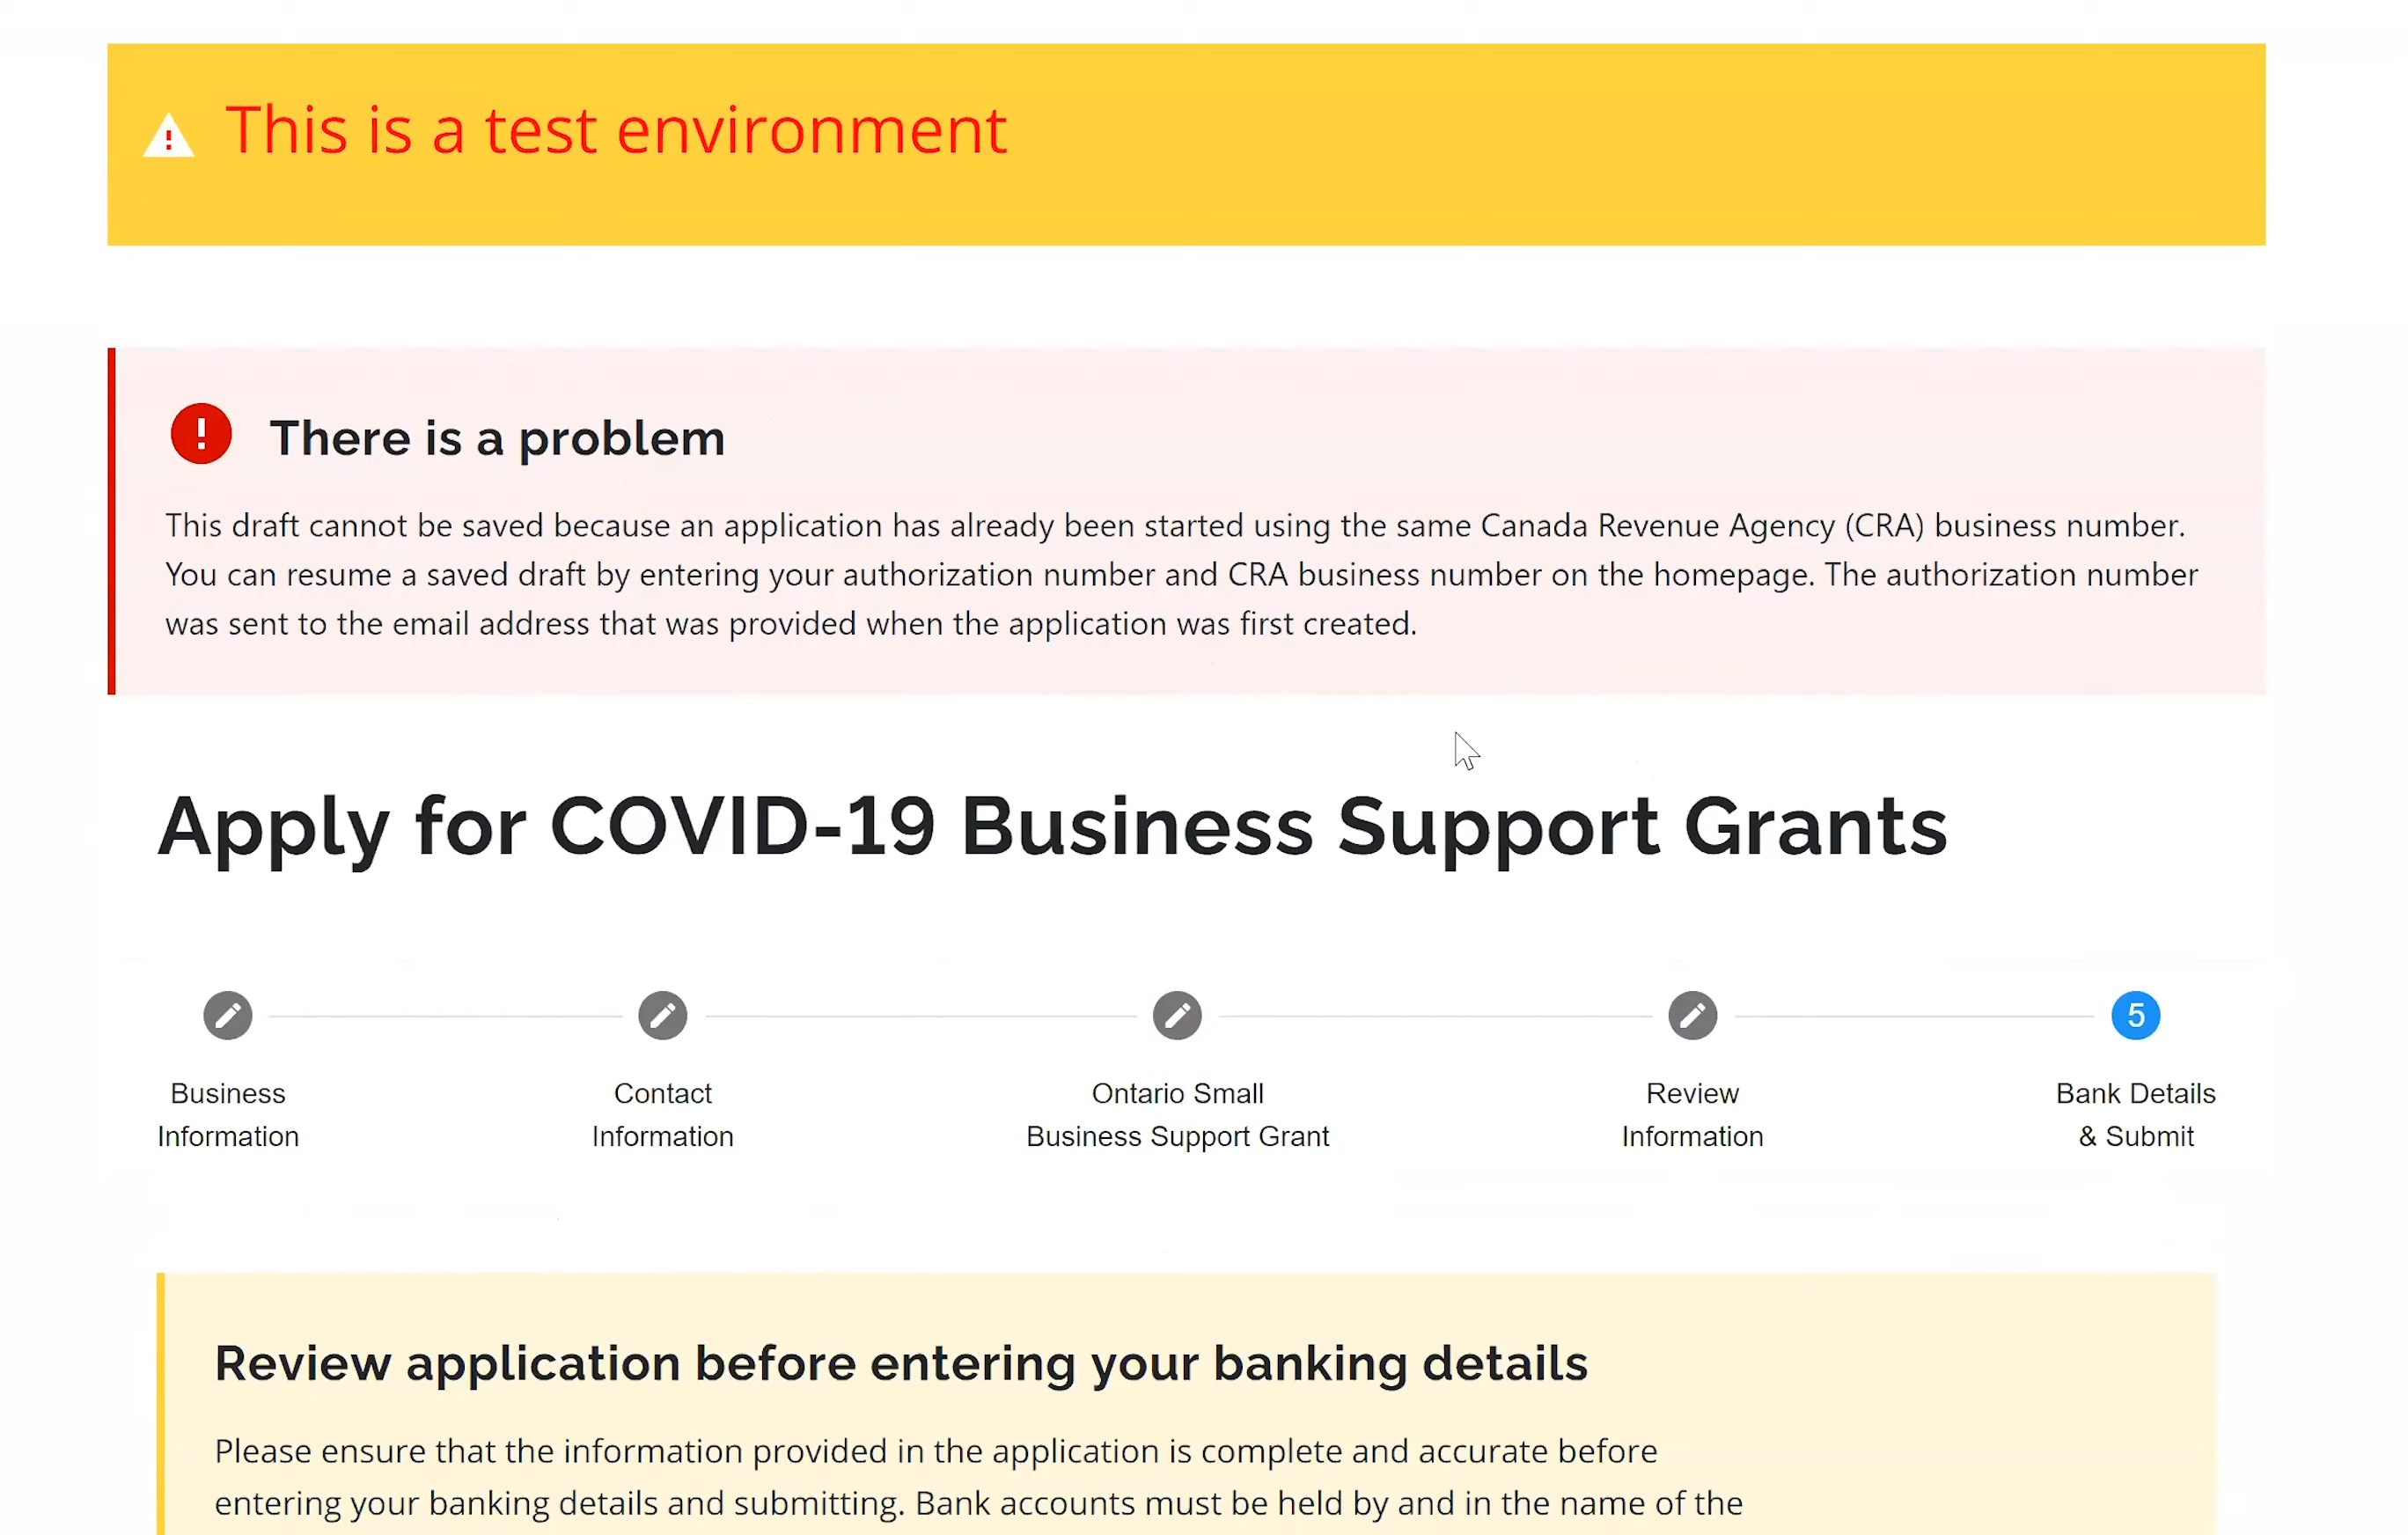 This is a test environment
There is a problem
This draft cannot be saved because an application has already been started using the same Canada Revenue Agency (CRA) business number.
You can resume a saved draft by entering your authorization number and CRA business number on the homepage. The authorization number
was sent to the email address that was provided when the application was first created.
Apply for COVID-19 Business Support Grants
5
Business
Information
Contact
Information
Ontario Small
Business Support Grant
Review
Information
Bank Details
& Submit
Review application before entering your banking details
Please ensure that the information provided in the application is complete and accurate before
entering your banking details and submitting. Bank accounts must be held by and in the name of the